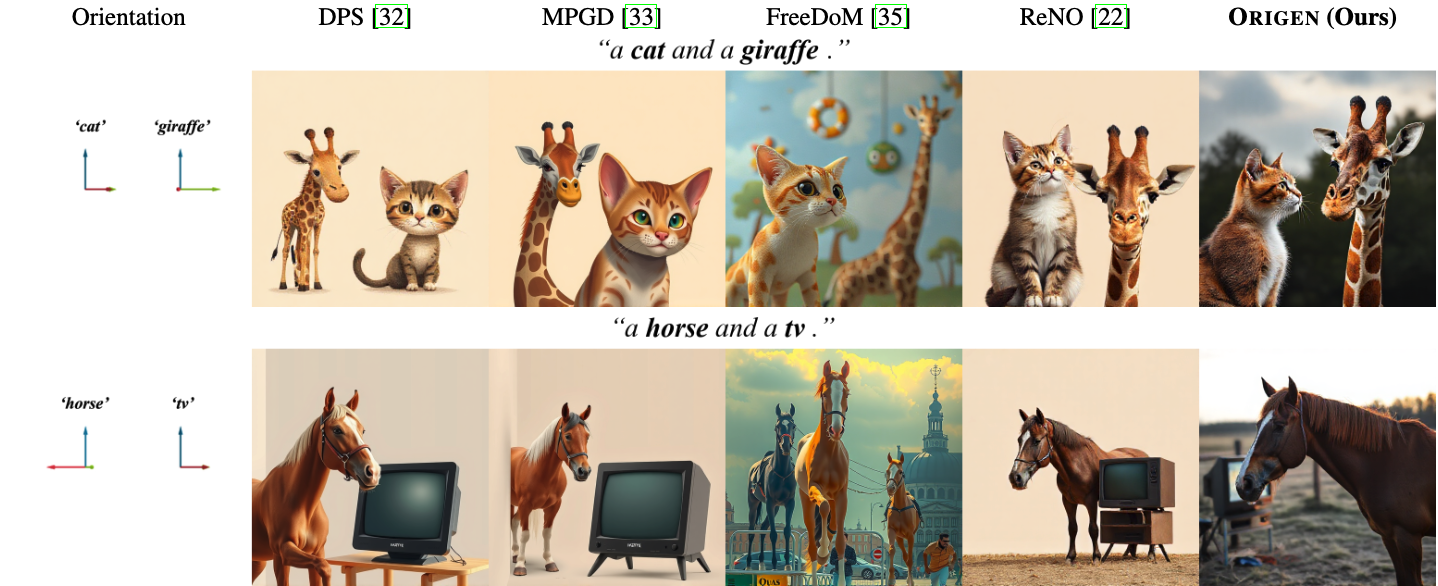 Orientation DPS [32] MPGD [33] FreeDoM [35] ReNO [22] ORIGEN (Ours)
“a cat and a giraffe .”
‘cat’ ‘giraffe’
“a horse and a tv .”
‘horse’ ‘tv’
QUAS